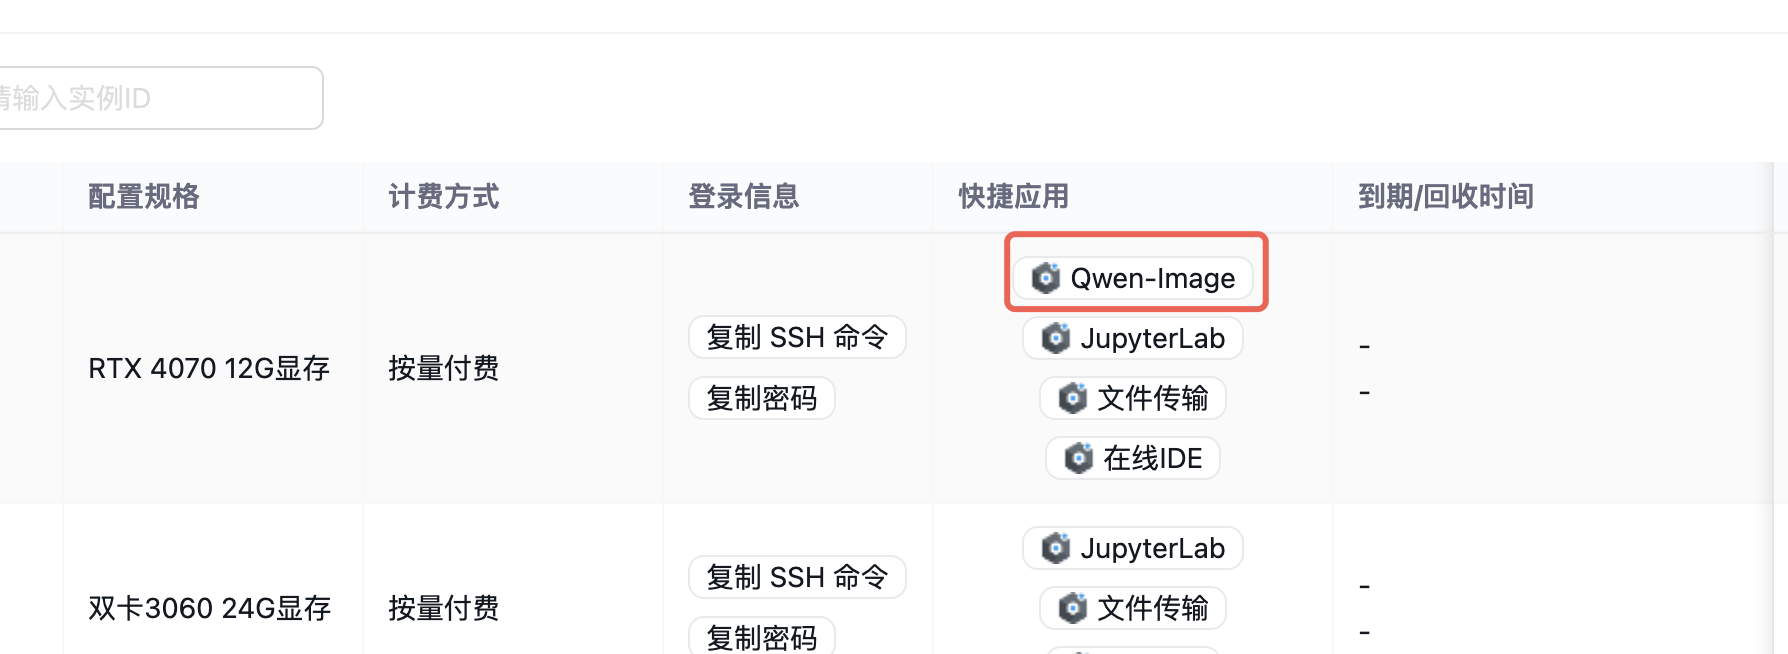 请输入实例ID
配置规格 计费方式 登录信息 快捷应用 到期/回收时间
RTX 4070 12G显存 按量付费
复制 SSH 命令
复制密码
Qwen-Image
JupyterLab
文件传输
在线IDE
-
-
双卡3060 24G显存 按量付费
复制 SSH 命令
复制密码
JupyterLab
文件传输
-
-